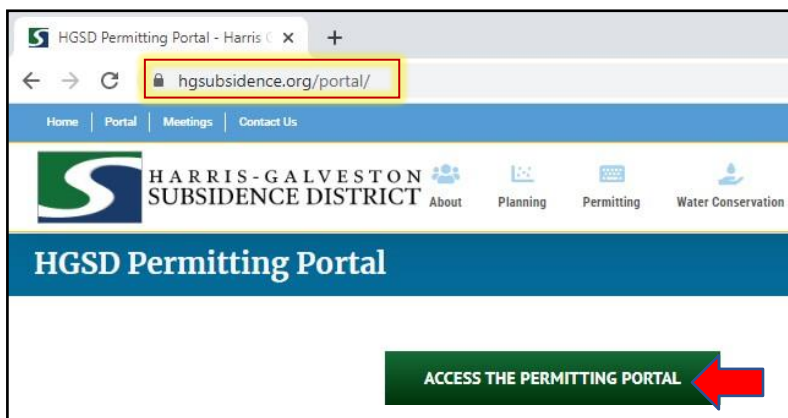 HGSD Permitting Portal - Harris
hgsubsidence.org/portal/
Home Portal Meetings Contact Us
HARRIS-GALVESTON
SUBSIDENCE DISTRICT
About Planning Permitting Water Conservation
HGSD Permitting Portal
ACCESS THE PERMITTING PORTAL